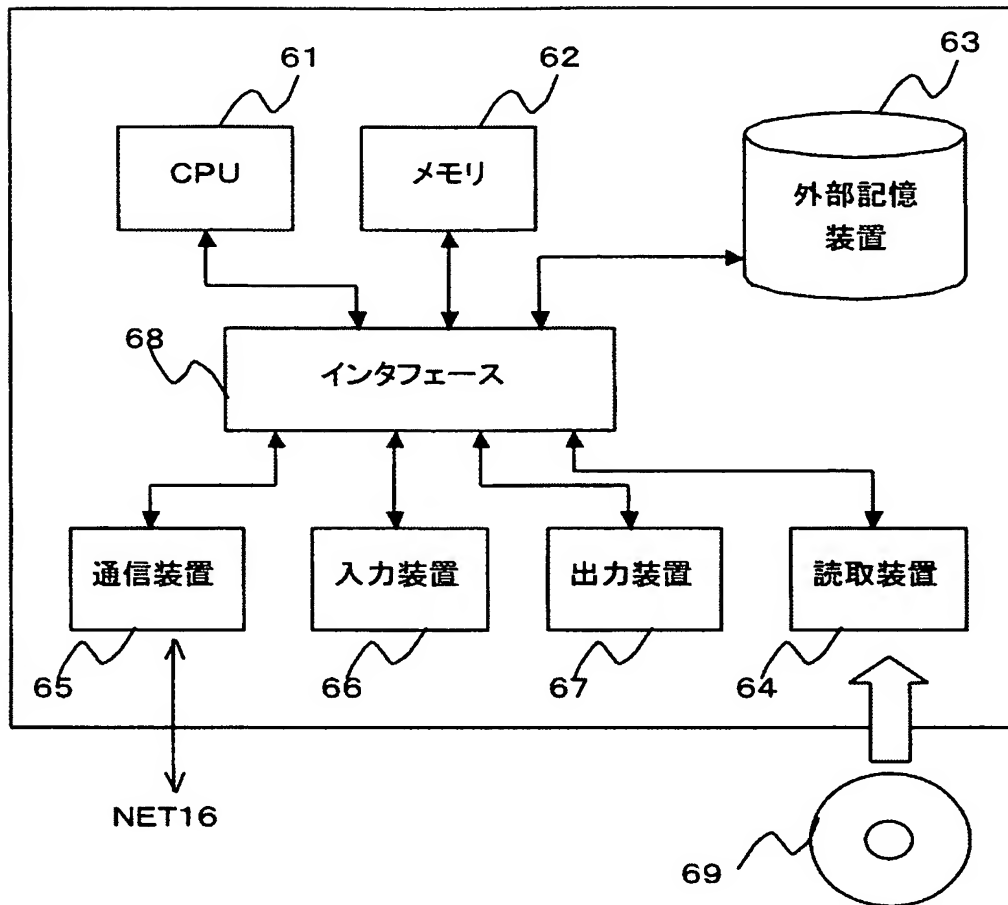 61
62
63
CPU
メモリ
外部記憶
装置
68
インタフェース
通信装置
入力装置
出力装置
読取装置
65
66
67
64
NET16
69